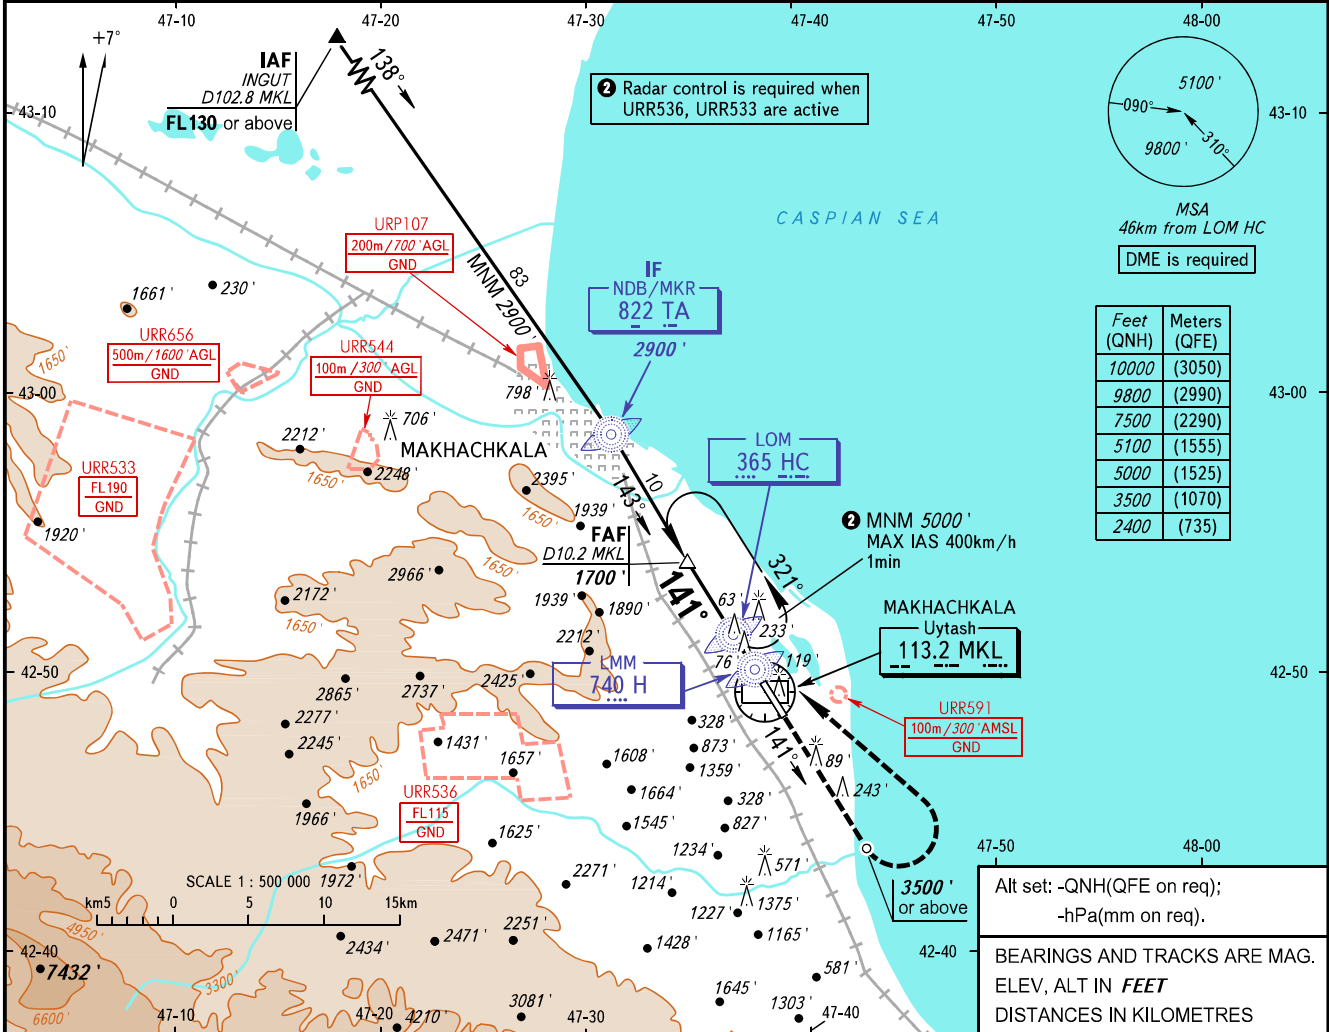 47-10
47-20
47-30
47-40
47-50
48-00
+7°
IAF
INGUT
D102.8 MKL
FL130 or above
138°
❷ Radar control is required when
URR536, URR533 are active
5100'
090°
310°
9800'
43-10
43-10
MSA
46km from LOM HC
DME is required
CASPIAN SEA
URP107
200m/700'AGL
GND
83
MNM 2900'
IF
NDB/MKR
822 TA
2900'
Feet
(QNH)
Meters
(QFE)
10000 (3050)
9800 (2990)
7500 (2290)
5100 (1555)
5000 (1525)
3500 (1070)
2400 (735)
1661'
230'
1650'
URR656
500m/1600'AGL
GND
URR544
100m/300'AGL
GND
798'
43-00
43-00
706'
2212'
MAKHACHKALA
LOM
365 HC
URR533
FL190
GND
1650'
2248'
2395'
1650'
10
143°
1920'
1939'
❷ MNM 5000'
MAX IAS 400km/h
1min
FAF
D10.2 MKL
1700'
1650'
2966'
141°
321°
2172'
1650'
1939'
1890'
63'
233'
MAKHACHKALA
Uytash
113.2 MKL
2212'
LMM
740 H
76'
119'
42-50
42-50
2865'
2737'
2425'
URR591
100m/300'AMSL
GND
2277'
2245'
1431'
1657'
328'
873'
1359'
141°
89'
243'
1608'
1650'
URR536
FL115
GND
1664'
328'
1966'
1545'
827'
1625'
1234'
571'
47-50
48-00
SCALE 1 : 500 000
1972'
2271'
1214'
1375'
3500'
or above
km5 0 5 10 15km
1227'
Alt set: -QNH(QFE on req);
-hPa(mm on req).
4950'
2434'
2471'
2251'
1428'
1165'
42-40
42-40
7432'
3300'
581'
BEARINGS AND TRACKS ARE MAG.
ELEV, ALT IN FEET
DISTANCES IN KILOMETRES
6600'
1645'
1303'
3081'
4210'
47-10
47-20
47-30
47-40